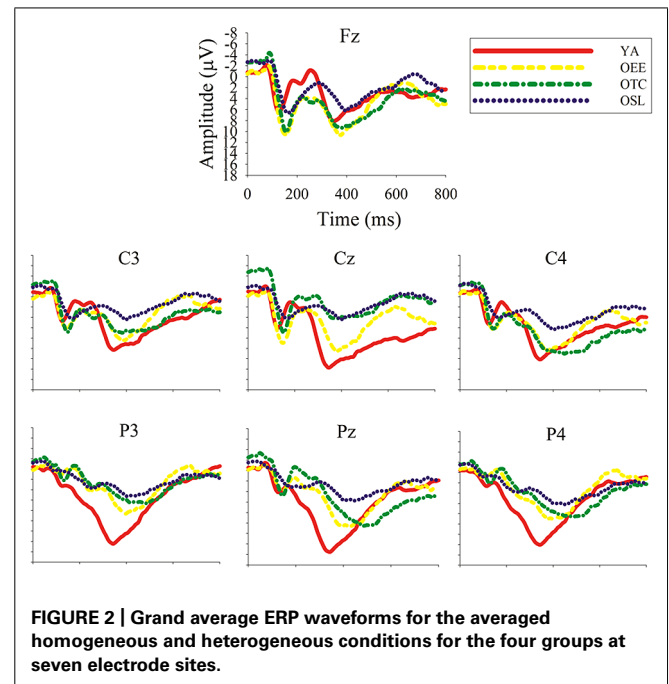 Fz
Amplitude (µV)
-8
-6
-4
-2
0
2
4
6
8
10
12
14
16
18
0 200 400 600 800
Time (ms)
YA
OEE
OTC
OSL
C3 Cz C4
P3 Pz P4
FIGURE 2 | Grand average ERP waveforms for the averaged
homogeneous and heterogeneous conditions for the four groups at
seven electrode sites.